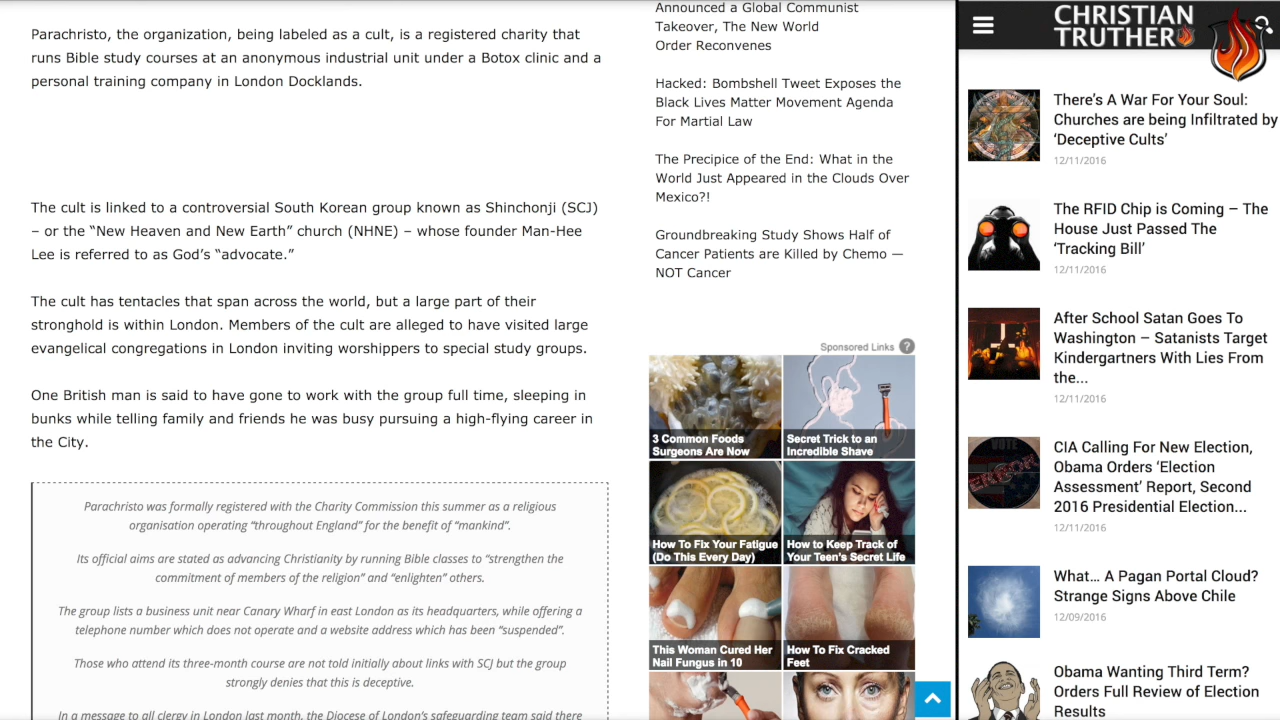 Parachristo, the organization, being labeled as a cult, is a registered charity that
runs Bible study courses at an anonymous industrial unit under a Botox clinic and a
personal training company in London Docklands.
The cult is linked to a controversial South Korean group known as Shinchonji (SCJ)
– or the “New Heaven and New Earth” church (NHNE) – whose founder Man-Hee
Lee is referred to as God’s “advocate.”
The cult has tentacles that span across the world, but a large part of their
stronghold is within London. Members of the cult are alleged to have visited large
evangelical congregations in London inviting worshippers to special study groups.
One British man is said to have gone to work with the group full time, sleeping in
bunks while telling family and friends he was busy pursuing a high-flying career in
the City.
Parachristo was formally registered with the Charity Commission this summer as a religious
organisation operating “throughout England” for the benefit of “mankind”.
Its official aims are stated as advancing Christianity by running Bible classes to “strengthen the
commitment of members of the religion” and “enlighten” others.
The group lists a business unit near Canary Wharf in east London as its headquarters, while offering a
telephone number which does not operate and a website address which has been “suspended”.
Those who attend its three-month course are not told initially about links with SCJ but the group
strongly denies that this is deceptive.
In a message to all clergy in London last month, the Diocese of London’s safeguarding team said there
Announced a Global Communist
Takeover, The New World
Order Reconvenes
Hacked: Bombshell Tweet Exposes the
Black Lives Matter Movement Agenda
For Martial Law
The Precipice of the End: What in the
World Just Appeared in the Clouds Over
Mexico?!
Groundbreaking Study Shows Half of
Cancer Patients are Killed by Chemo —
NOT Cancer
Sponsored Links ?
3 Common Foods
Surgeons Are Now
Secret Trick to an
Incredible Shave
How To Fix Your Fatigue
(Do This Every Day)
How to Keep Track of
Your Teen's Secret Life
This Woman Cured Her
Nail Fungus in 10
How To Fix Cracked
Feet
CHRISTIAN
TRUTHER
There’s A War For Your Soul:
Churches are being Infiltrated by
‘Deceptive Cults’
12/11/2016
The RFID Chip is Coming – The
House Just Passed The
‘Tracking Bill’
12/11/2016
After School Satan Goes To
Washington – Satanists Target
Kindergartners With Lies From
the...
12/11/2016
VOTE
ERROR
CIA Calling For New Election,
Obama Orders ‘Election
Assessment’ Report, Second
2016 Presidential Election...
12/11/2016
What… A Pagan Portal Cloud?
Strange Signs Above Chile
12/09/2016
Obama Wanting Third Term?
Orders Full Review of Election
Results